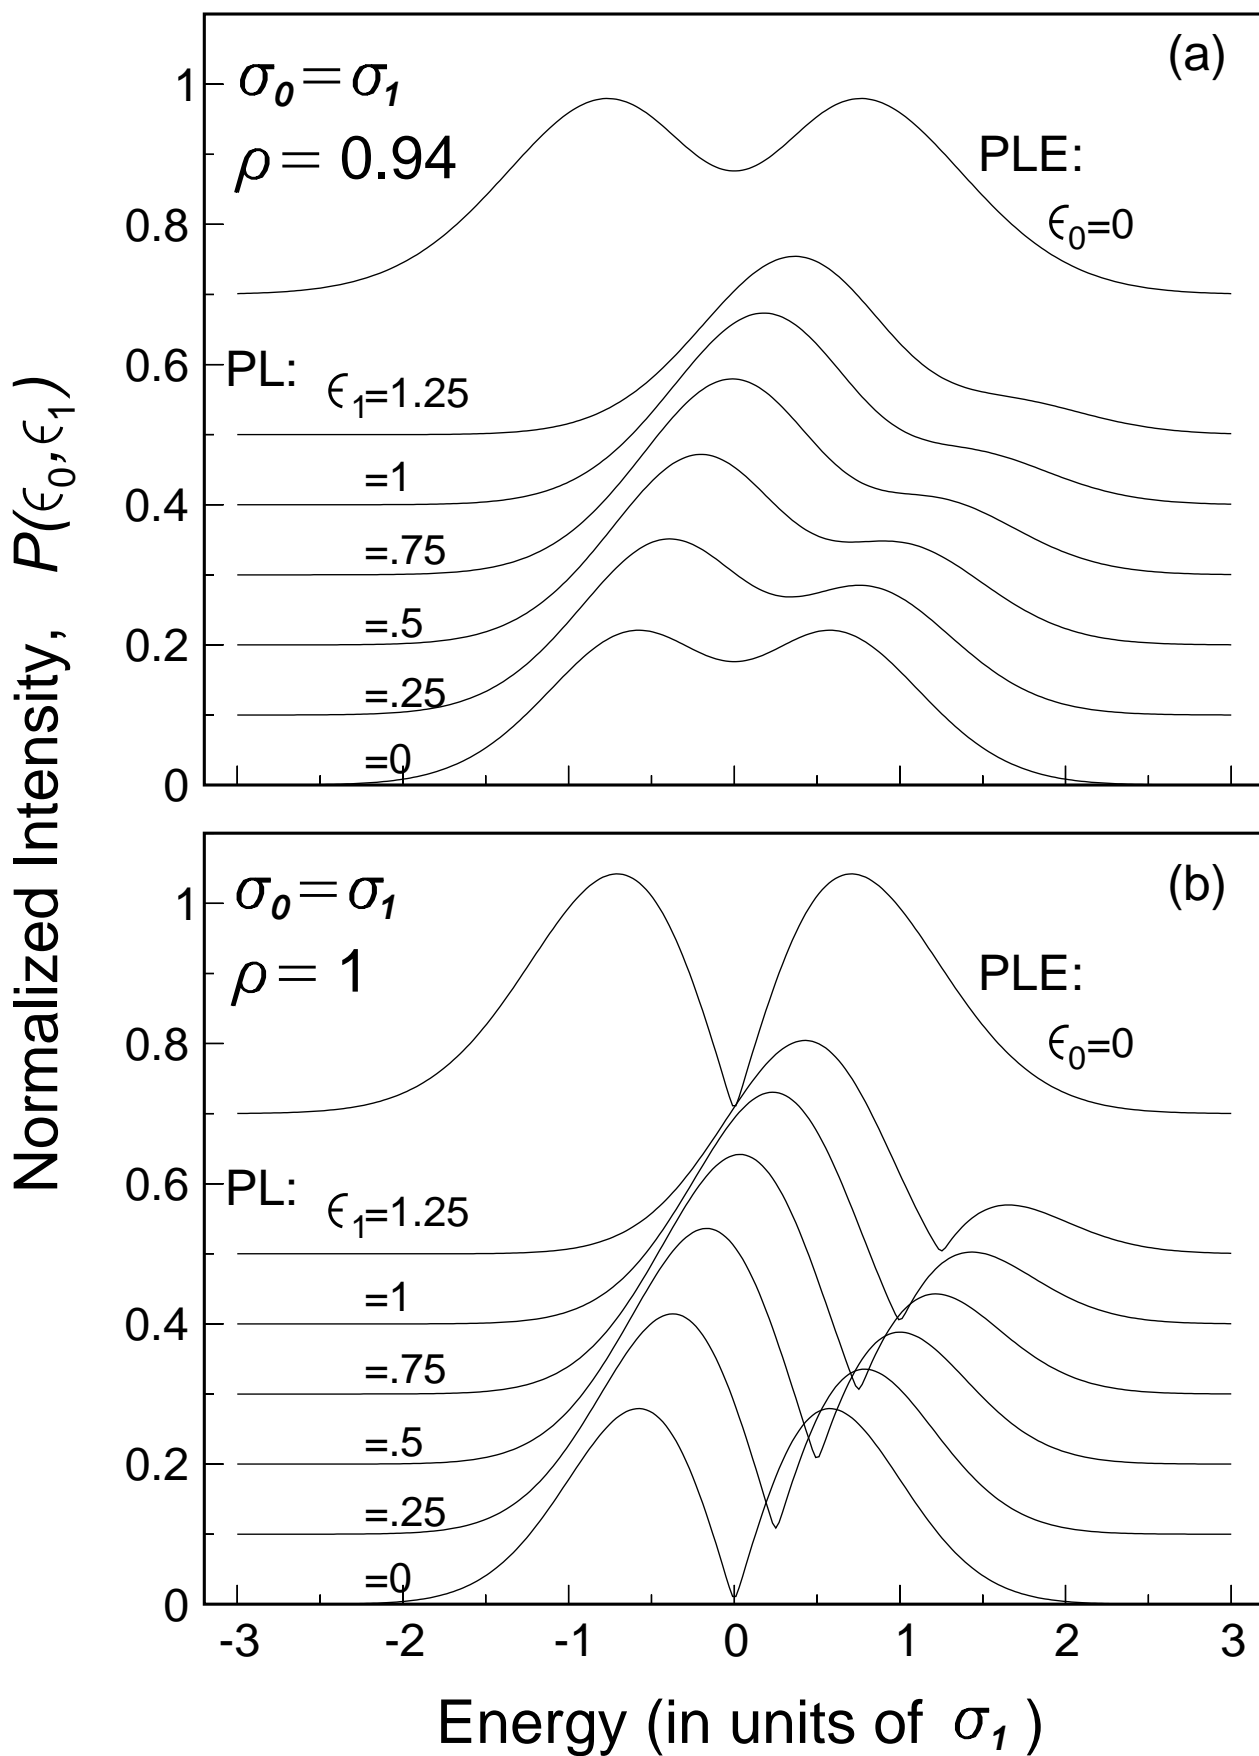 Normalized Intensity, P(ϵ0,ϵ1)
(a)
σ0 = σ1
ρ = 0.94
PLE:
ϵ0=0
PL: ϵ1=1.25
=1
=.75
=.5
=.25
=0
1
0.8
0.6
0.4
0.2
0
(b)
σ0 = σ1
ρ = 1
PLE:
ϵ0=0
PL: ϵ1=1.25
=1
=.75
=.5
=.25
=0
1
0.8
0.6
0.4
0.2
0
-3 -2 -1 0 1 2 3
Energy (in units of σ1 )